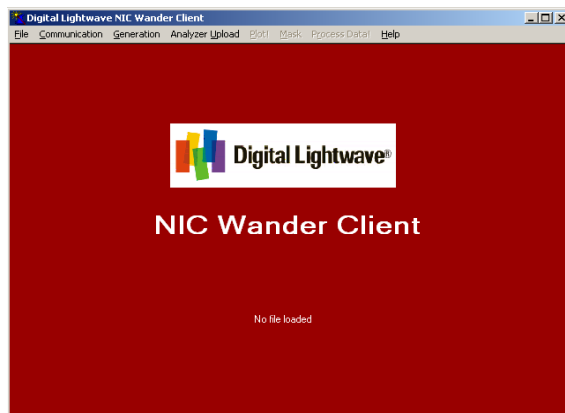 Digital Lightwave NIC Wander Client
File Communication Generation Analyzer Upload Plot! Mask Process Data! Help
Digital Lightwave®
NIC Wander Client
No file loaded